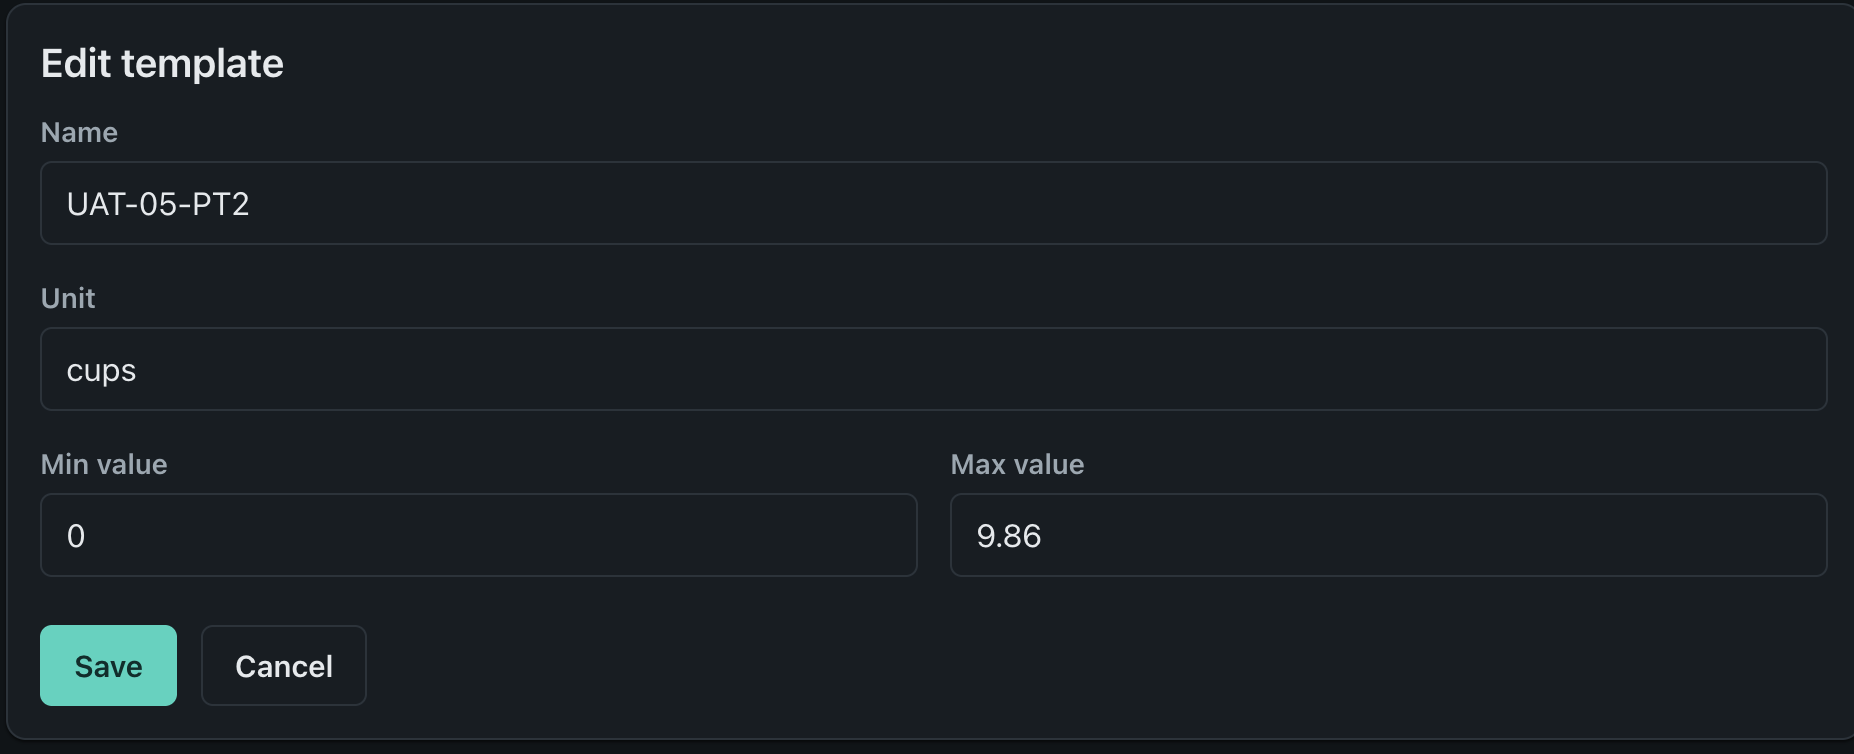 Edit template
Name
UAT-05-PT2
Unit
cups
Min value
Max value
0
9.86
Save
Cancel